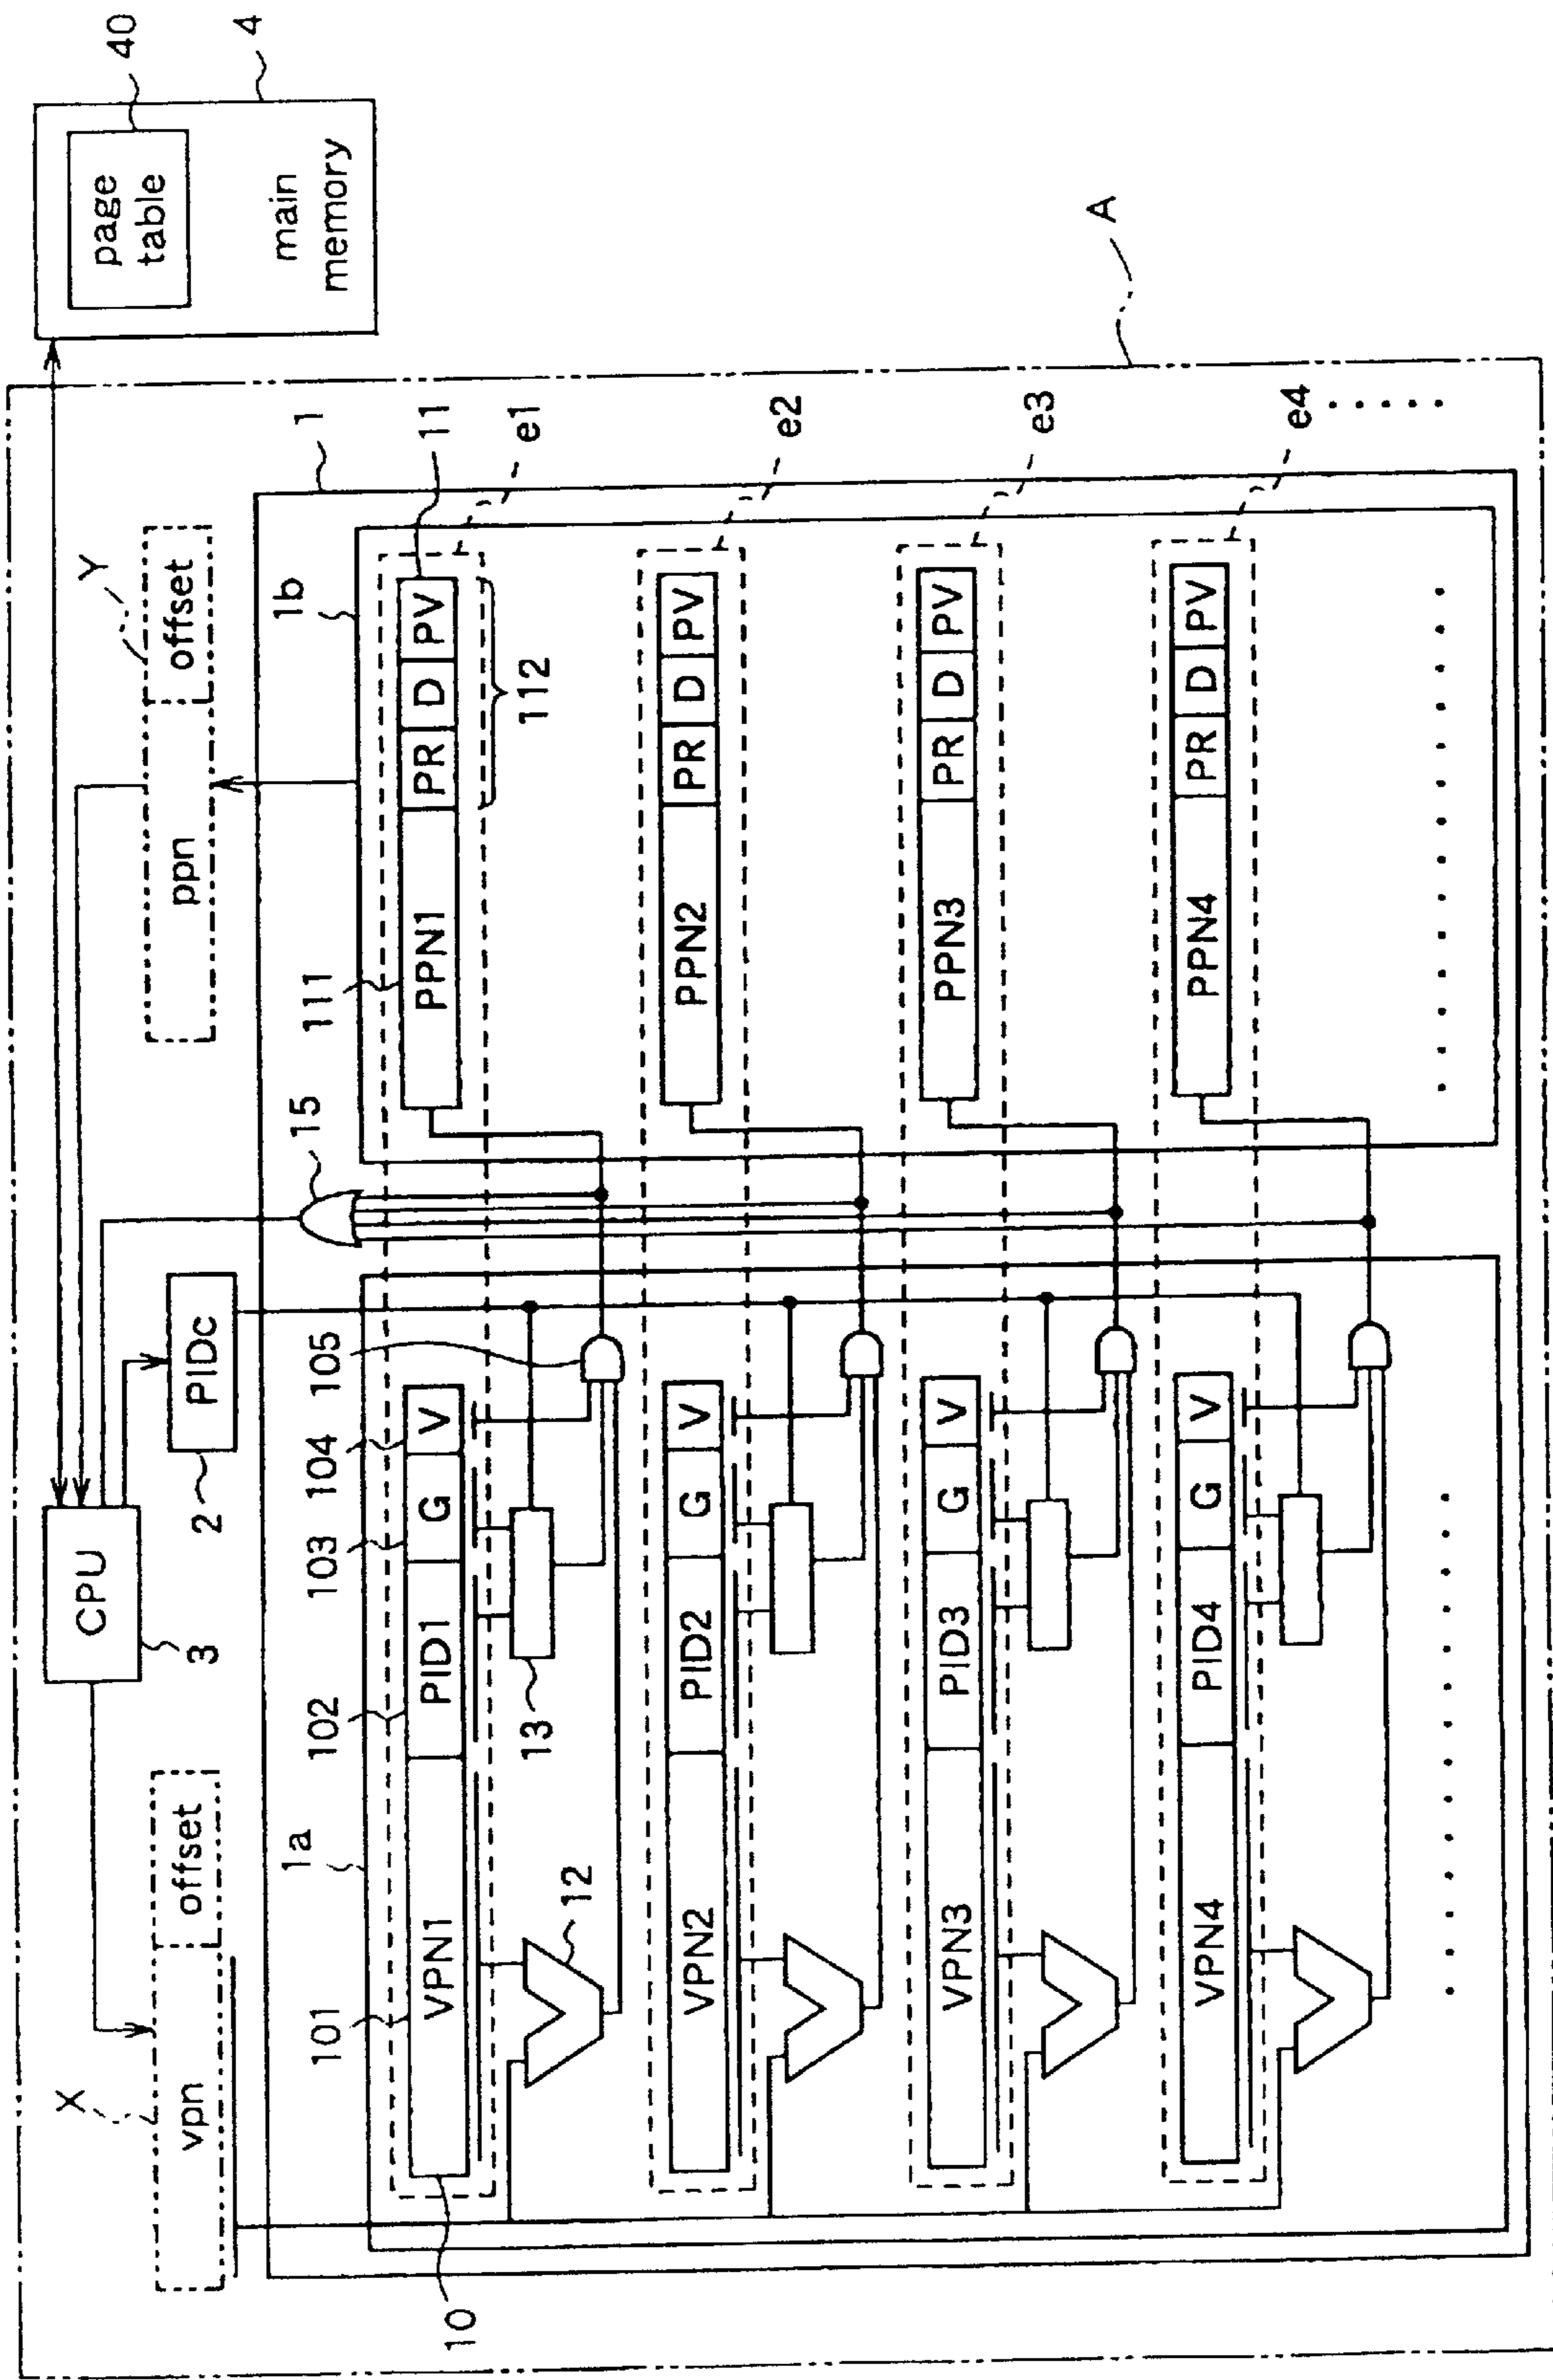 40
4
page
table
main
memory
A
CPU
3
PIDc
2
X
vpn
offset
Y
ppn
offset
1
1a
1b
15
10
101
102
103
104
105
111
11
112
VPN1
PID1
G
V
PPN1
PR
D
PV
e1
12
13
VPN2
PID2
G
V
PPN2
PR
D
PV
e2
VPN3
PID3
G
V
PPN3
PR
D
PV
e3
VPN4
PID4
G
V
PPN4
PR
D
PV
e4